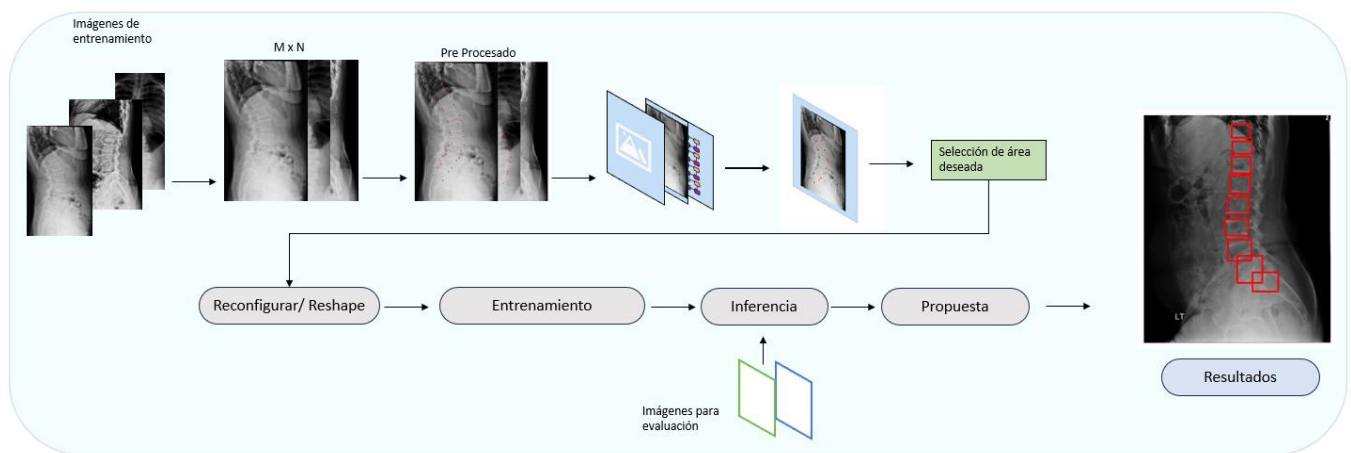 Imágenes de
entrenamiento
M x N
Pre Procesado
Selección de área
deseada
Reconfigurar/ Reshape
Entrenamiento
Inferencia
Propuesta
LT
Resultados
Imágenes para
evaluación